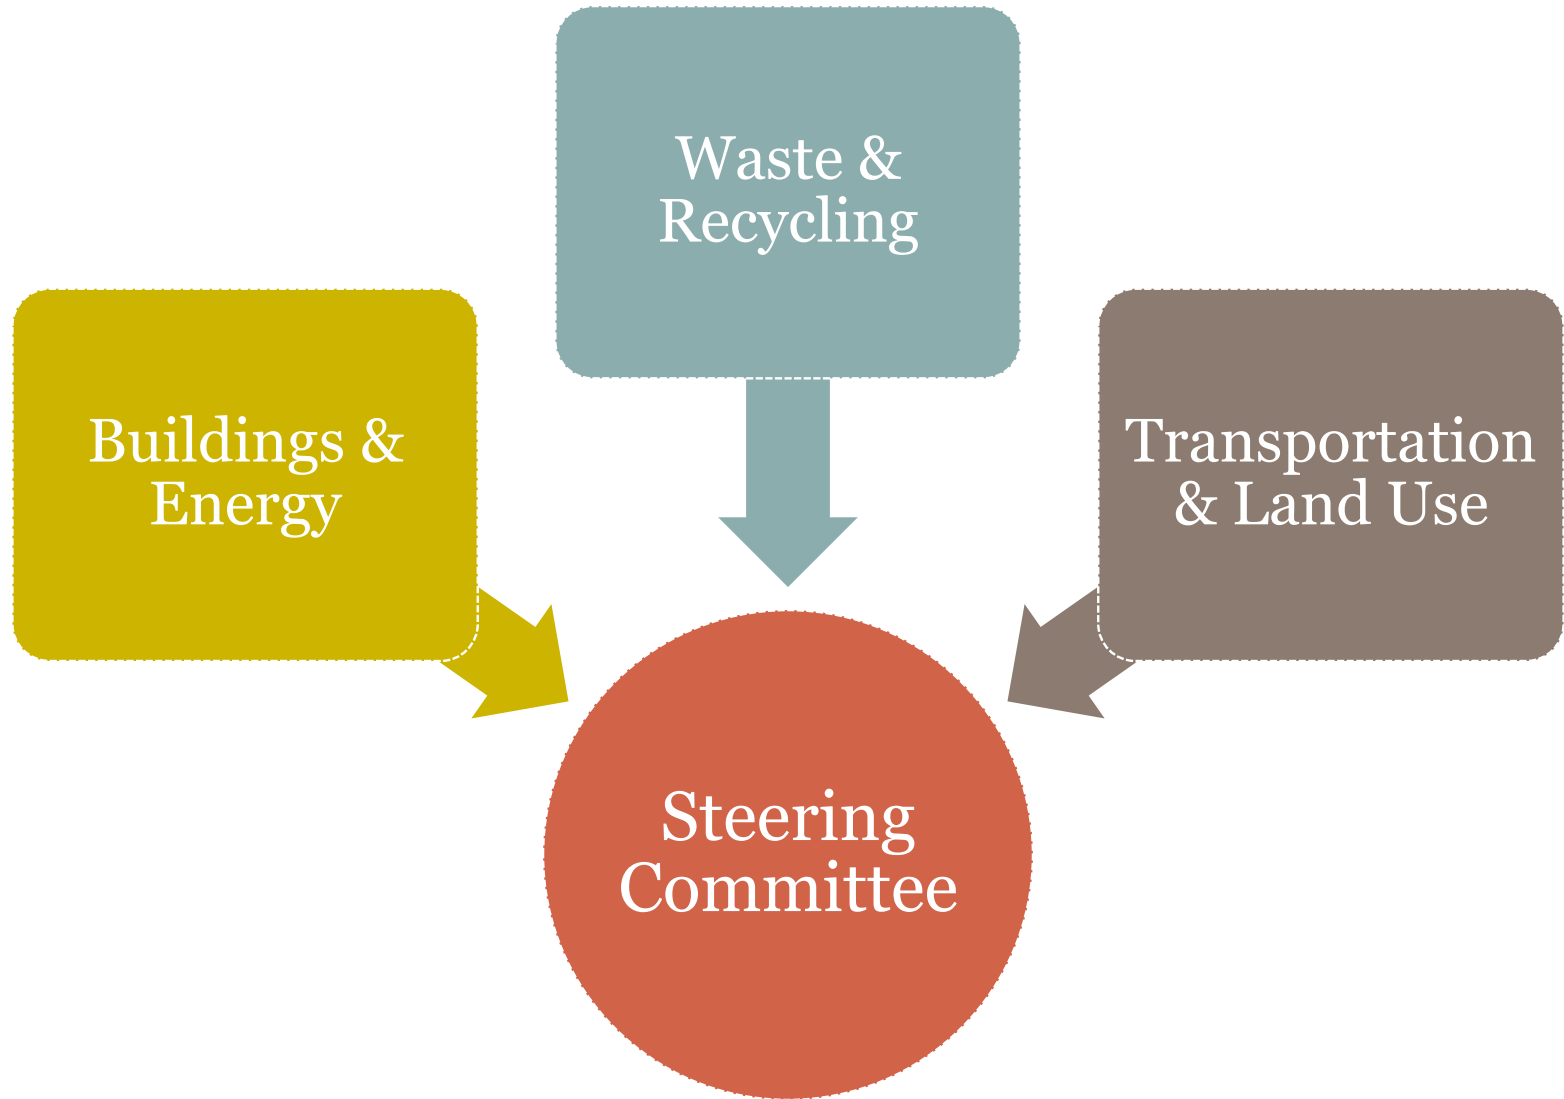 Waste &
Recycling
Buildings &
Energy
Transportation
& Land Use
Steering
Committee